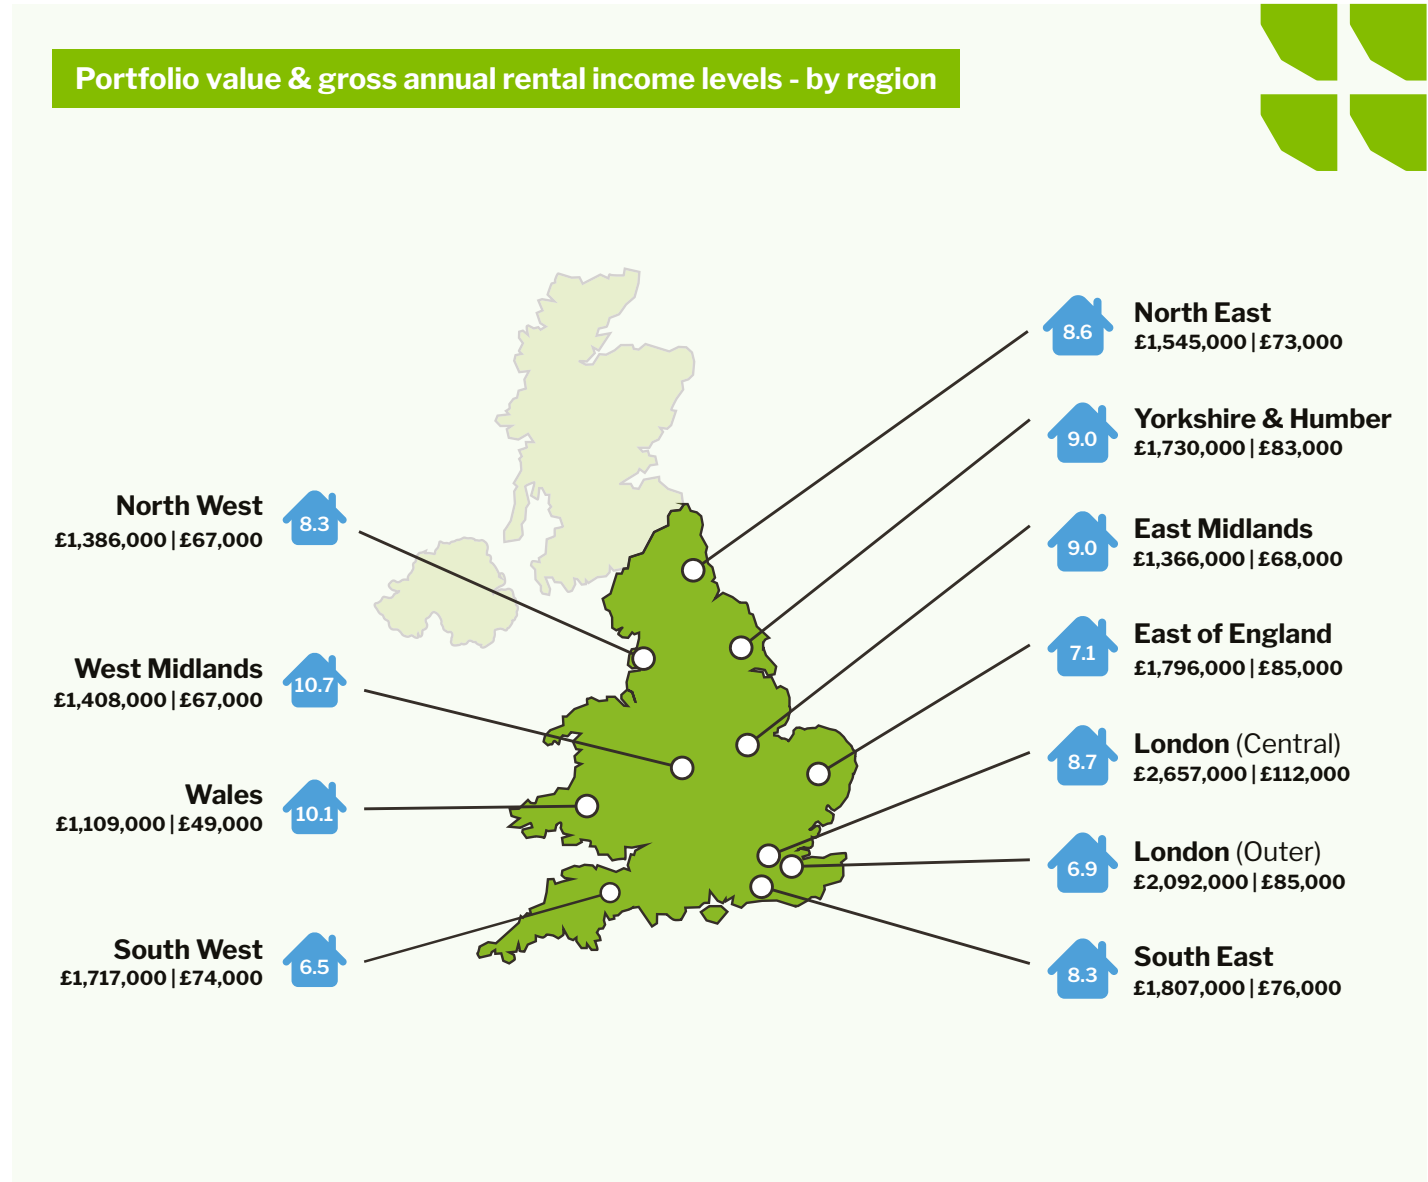 Portfolio value & gross annual rental income levels - by region
North West
£1,386,000 | £67,000
8.3
West Midlands
£1,408,000 | £67,000
10.7
Wales
£1,109,000 | £49,000
10.1
South West
£1,717,000 | £74,000
6.5
8.6
North East
£1,545,000 | £73,000
9.0
Yorkshire & Humber
£1,730,000 | £83,000
9.0
East Midlands
£1,366,000 | £68,000
7.1
East of England
£1,796,000 | £85,000
8.7
London (Central)
£2,657,000 | £112,000
6.9
London (Outer)
£2,092,000 | £85,000
8.3
South East
£1,807,000 | £76,000